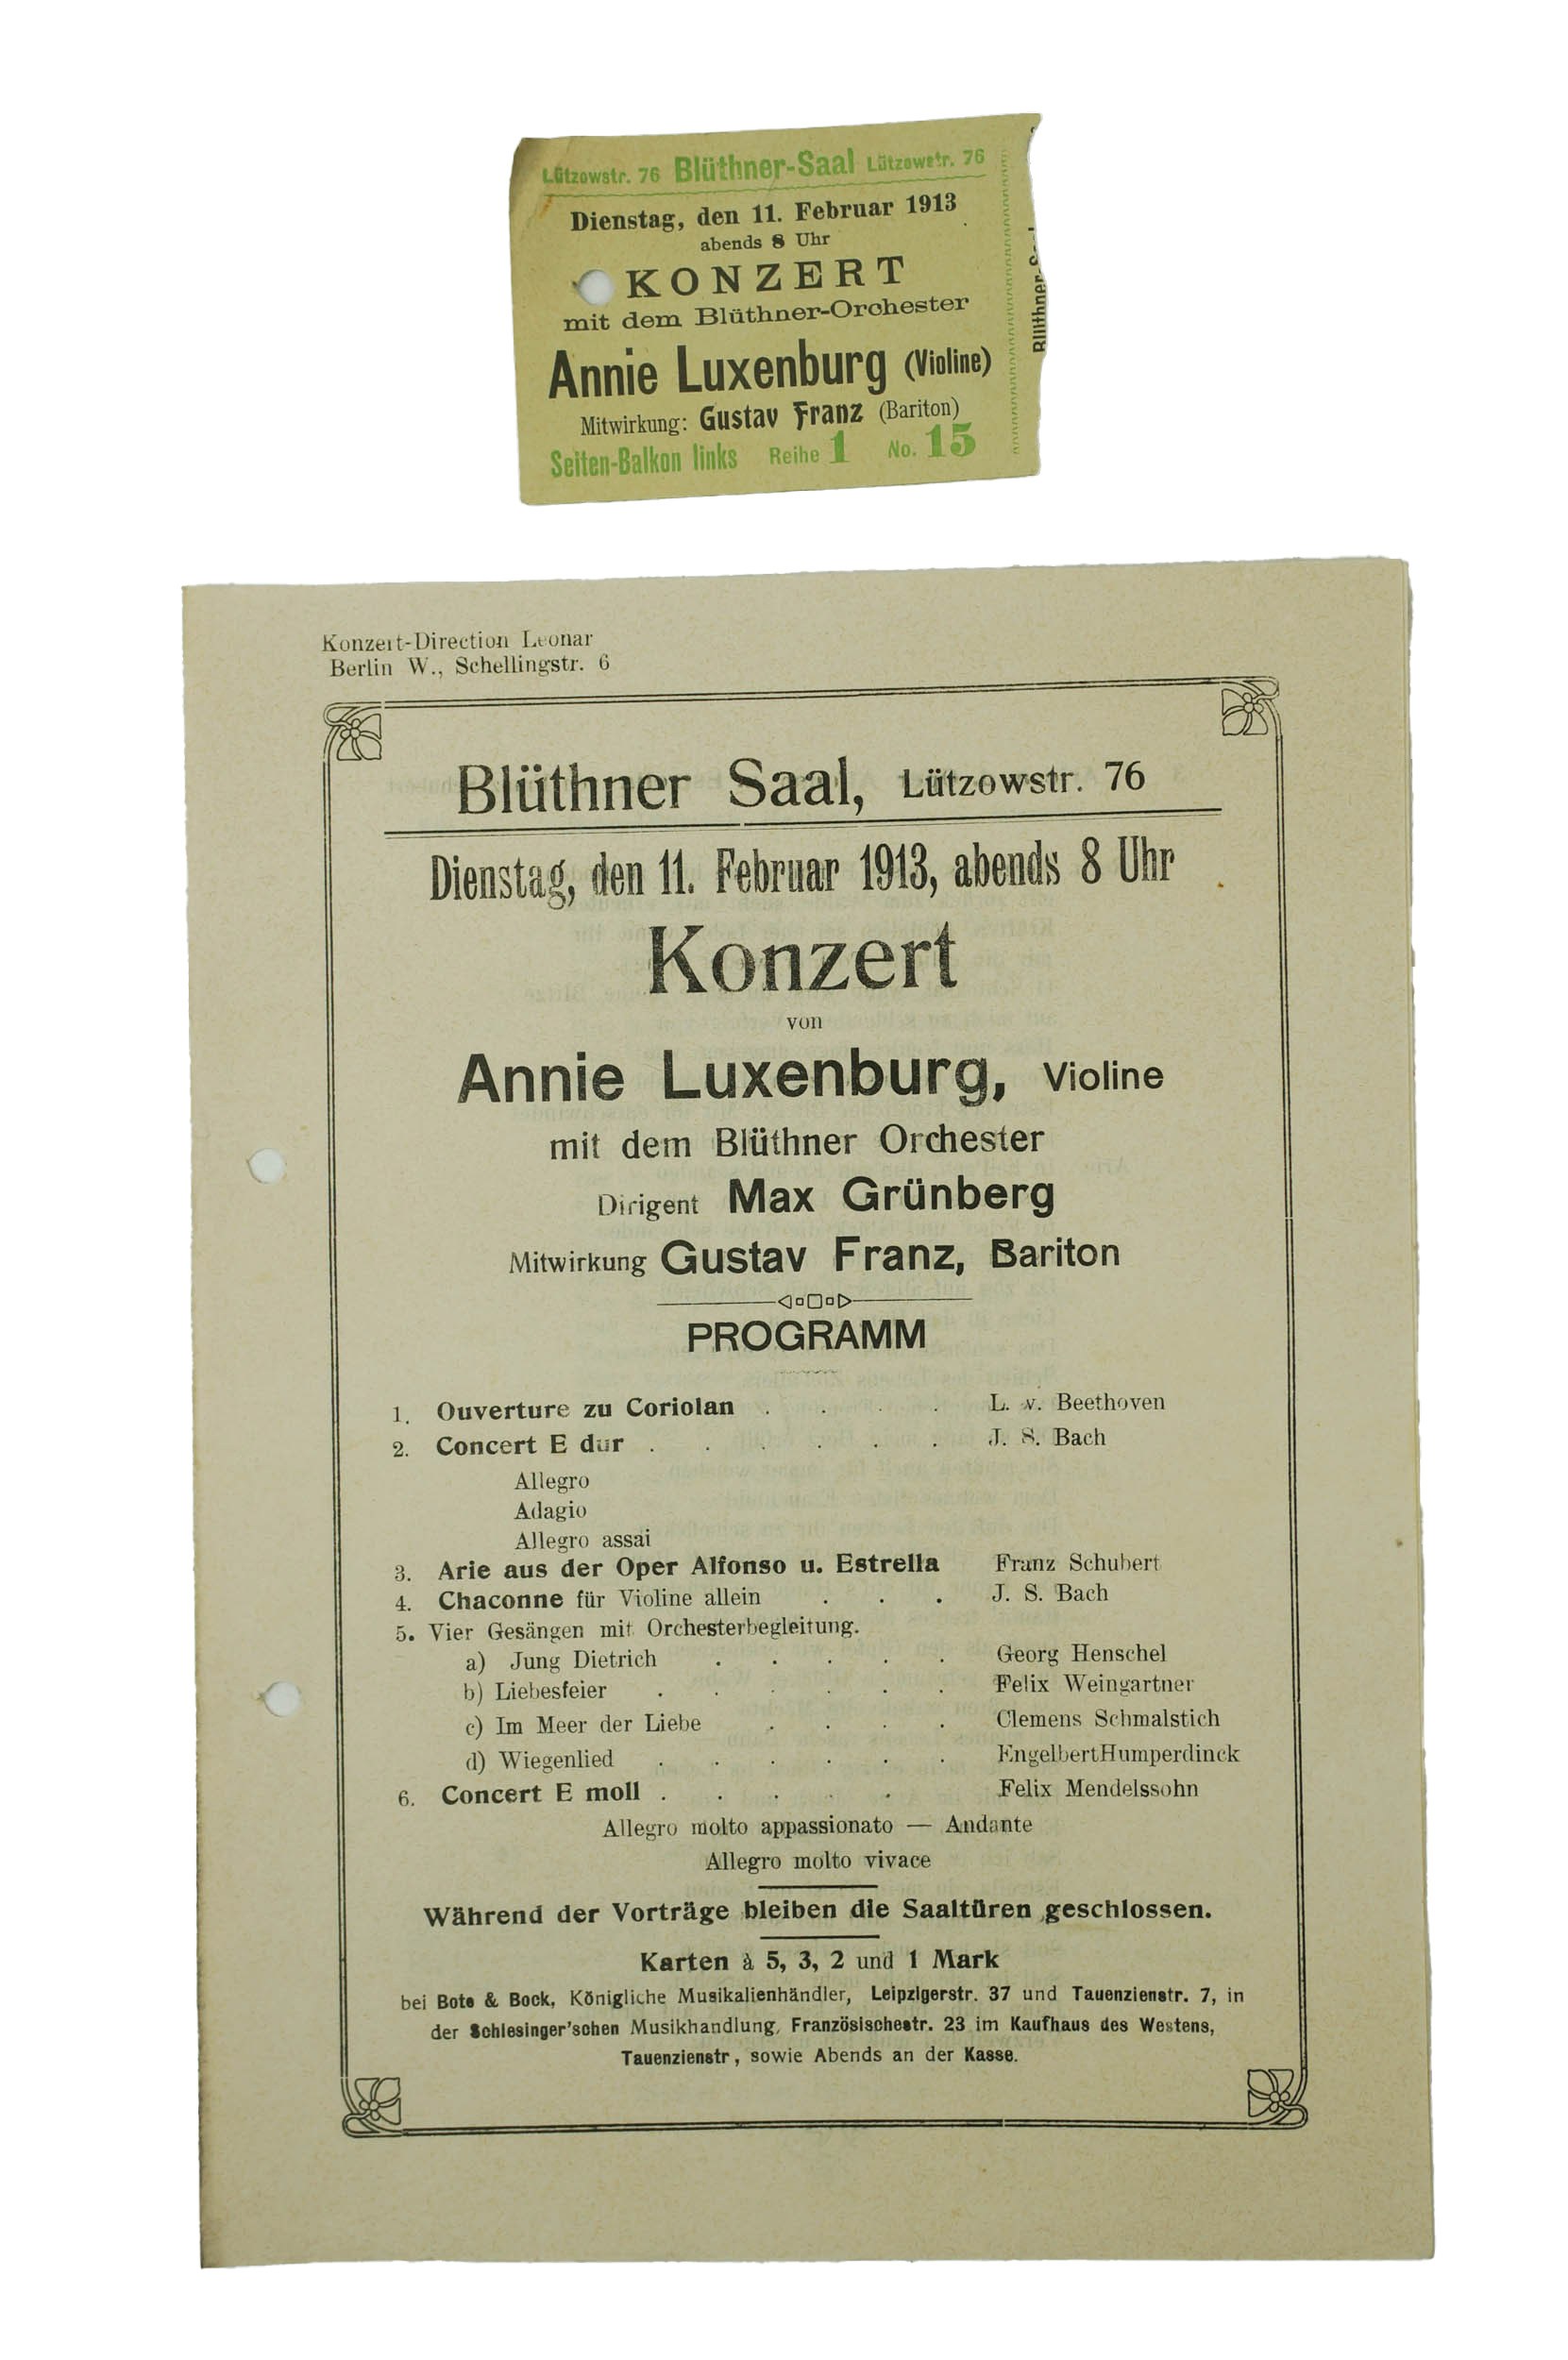 Lützowstr. 76 Blüthner-Saal Lützowstr. 76
Dienstag, den 11. Februar 1913
abends 8 Uhr
KONZERT
mit dem Blüthner-Orchester
Annie Luxenburg (Violine)
Mitwirkung: Gustav Franz (Bariton)
Seiten-Balkon links Reihe 1 No. 15
Blüthner-
Konzert-Direction Leonar
Berlin W., Schellingstr. 6
Blüthner Saal, Lützowstr. 76
Dienstag, den 11. Februar 1913, abends 8 Uhr
Konzert
von
Annie Luxenburg, Violine
mit dem Blüthner Orchester
Dirigent Max Grünberg
Mitwirkung Gustav Franz, Bariton
PROGRAMM
1. Ouverture zu Coriolan . . . . L. v. Beethoven
2. Concert E dur . . . . . . J. S. Bach
Allegro
Adagio
Allegro assai
3. Arie aus der Oper Alfonso u. Estrella Franz Schubert
4. Chaconne für Violine allein . . . J. S. Bach
5. Vier Gesängen mit Orchesterbegleitung.
a) Jung Dietrich . . . . . Georg Henschel
b) Liebesfeier . . . . . . Felix Weingartner
c) Im Meer der Liebe . . . . Clemens Schmalstich
d) Wiegenlied . . . . . . Engelbert Humperdinck
6. Concert E moll . . . . . Felix Mendelssohn
Allegro molto appassionato — Andante
Allegro molto vivace
Während der Vorträge bleiben die Saaltüren geschlossen.
Karten à 5, 3, 2 und 1 Mark
bei Bote & Bock, Königliche Musikalienhändler, Leipzigerstr. 37 und Tauenzienstr. 7, in
der Schlesinger'schen Musikhandlung, Französischestr. 23 im Kaufhaus des Westens,
Tauenzienstr, sowie Abends an der Kasse.